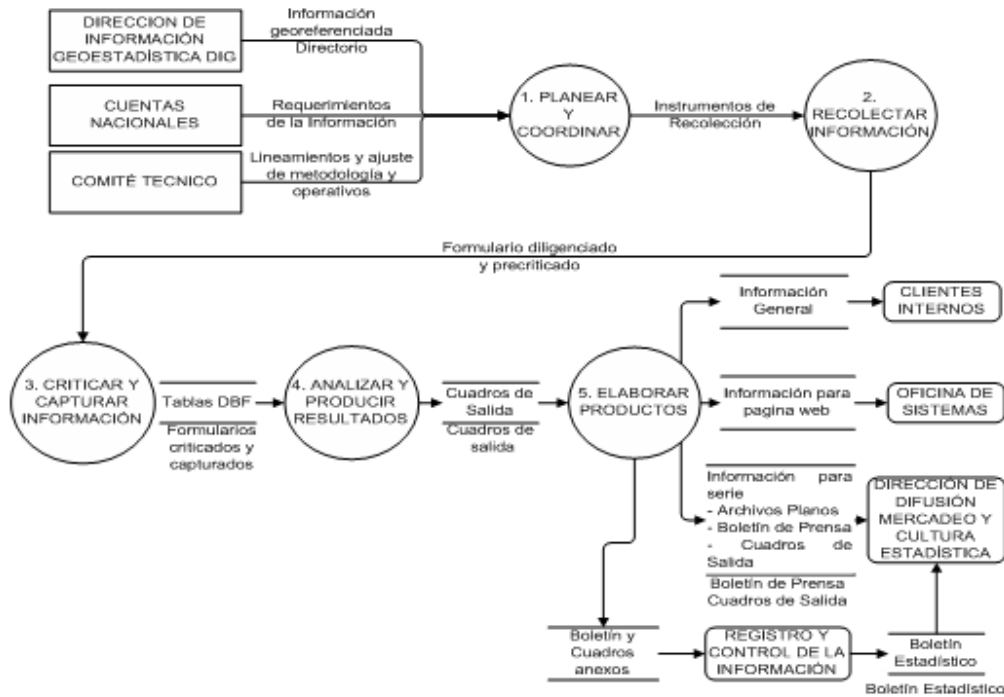 DIRECCION DE
INFORMACIÓN
GEOESTADÍSTICA DIG
Información
georeferenciada
Directorio
CUENTAS
NACIONALES
Requerimientos
de la Información
COMITÉ TECNICO
Lineamientos y ajuste
de metodología y
operativos
1. PLANEAR
Y
COORDINAR
Instrumentos de
Recolección
2.
RECOLECTAR
INFORMACIÓN
Formulario diligenciado
y precriticado
3. CRITICAR Y
CAPTURAR
INFORMACIÓN
Tablas DBF
Formularios
criticados y
capturados
4. ANALIZAR Y
PRODUCIR
RESULTADOS
Cuadros de
Salida
Cuadros de
salida
5. ELABORAR
PRODUCTOS
Información
General
CLIENTES
INTERNOS
Información para
pagina web
OFICINA DE
SISTEMAS
Información para
serie
- Archivos Planos
- Boletín de Prensa
- Cuadros de
Salida
Boletín de Prensa
Cuadros de Salida
DIRECCIÓN DE
DIFUSIÓN
MERCADEO Y
CULTURA
ESTADÍSTICA
Boletín y
Cuadros
anexos
REGISTRO Y
CONTROL DE LA
INFORMACIÓN
Boletín
Estadístico
Boletín Estadístico